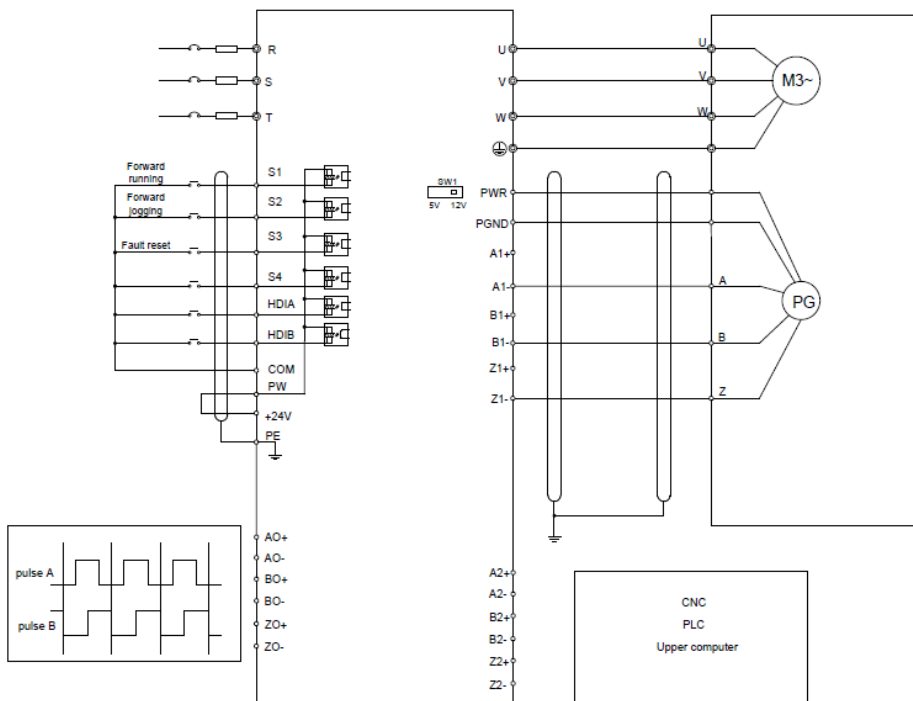 R
S
T
U
V
W
U
V
W
M3~
Forward
running
Forward
jogging
Fault reset
S1
S2
S3
S4
HDIA
HDIB
COM
PW
+24V
PE
SW1
5V 12V
PWR
PGND
A1+
A1-
B1+
B1-
Z1+
Z1-
A
B
Z
PG
pulse A
pulse B
AO+
AO-
BO+
BO-
ZO+
ZO-
A2+
A2-
B2+
B2-
Z2+
Z2-
CNC
PLC
Upper computer